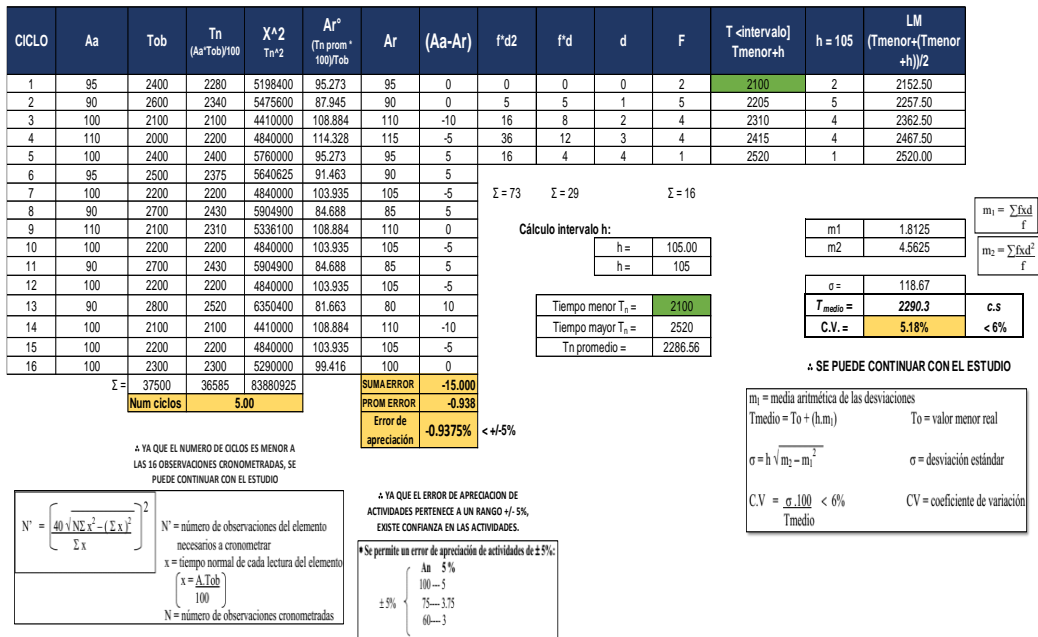 CICLO Aa Tob Tn (Aa*Tob)/100 X^2 Tn^2 Ar° (Tn prom * 100)/Tob Ar (Aa-Ar) f*d2 f*d d F T <intervalo] Tmenor+h h = 105 LM (Tmenor+(Tmenor +h))/2
1 95 2400 2280 5198400 95.273 95 0 0 0 0 2 2100 2 2152.50
2 90 2600 2340 5475600 87.945 90 0 5 5 1 5 2205 5 2257.50
3 100 2100 2100 4410000 108.884 110 -10 16 8 2 4 2310 4 2362.50
4 110 2000 2200 4840000 114.328 115 -5 36 12 3 4 2415 4 2467.50
5 100 2400 2400 5760000 95.273 95 5 16 4 4 1 2520 1 2520.00
6 95 2500 2375 5640625 91.463 90 5
7 100 2200 2200 4840000 103.935 105 -5 Σ = 73 Σ = 29 Σ = 16
8 90 2700 2430 5904900 84.688 85 5
9 110 2100 2310 5336100 108.884 110 0 Cálculo intervalo h: m1 1.8125
10 100 2200 2200 4840000 103.935 105 -5 h = 105.00 m2 4.5625
11 90 2700 2430 5904900 84.688 85 5 h = 105
12 100 2200 2200 4840000 103.935 105 -5 σ = 118.67
13 90 2800 2520 6350400 81.663 80 10 Tiempo menor Tn = 2100 Tmedio = 2290.3 c.s
14 100 2100 2100 4410000 108.884 110 -10 Tiempo mayor Tn = 2520 C.V. = 5.18% < 6%
15 100 2200 2200 4840000 103.935 105 -5 Tn promedio = 2286.56
16 100 2300 2300 5290000 99.416 100 0
Σ = 37500 36585 83880925 SUMA ERROR -15.000
Num ciclos 5.00 PROM ERROR -0.938
Error de apreciación -0.9375% < +/-5%
m₁ = ∑fxd
f
m₂ = ∑fxd²
f
∴ SE PUEDE CONTINUAR CON EL ESTUDIO
m₁ = media aritmética de las desviaciones
Tmedio = To + (h.m₁) To = valor menor real
σ = h √ m₂ – m₁² σ = desviación estándar
C.V = σ .100 < 6% CV = coeficiente de variación
Tmedio
∴ YA QUE EL NUMERO DE CICLOS ES MENOR A
LAS 16 OBSERVACIONES CRONOMETRADAS, SE
PUEDE CONTINUAR CON EL ESTUDIO
N' = ( 40 √ NΣ x² – ( Σ x )² )²
Σ x
N' = número de observaciones del elemento
necesarios a cronometrar
x = tiempo normal de cada lectura del elemento
( x = A.Tob )
100
N = número de observaciones cronometradas
∴ YA QUE EL ERROR DE APRECIACION DE
ACTIVIDADES PERTENECE A UN RANGO +/- 5%,
EXISTE CONFIANZA EN LAS ACTIVIDADES.
• Se permite un error de apreciación de actividades de ± 5%:
An 5 %
100 --- 5
± 5% 75---- 3.75
60---- 3